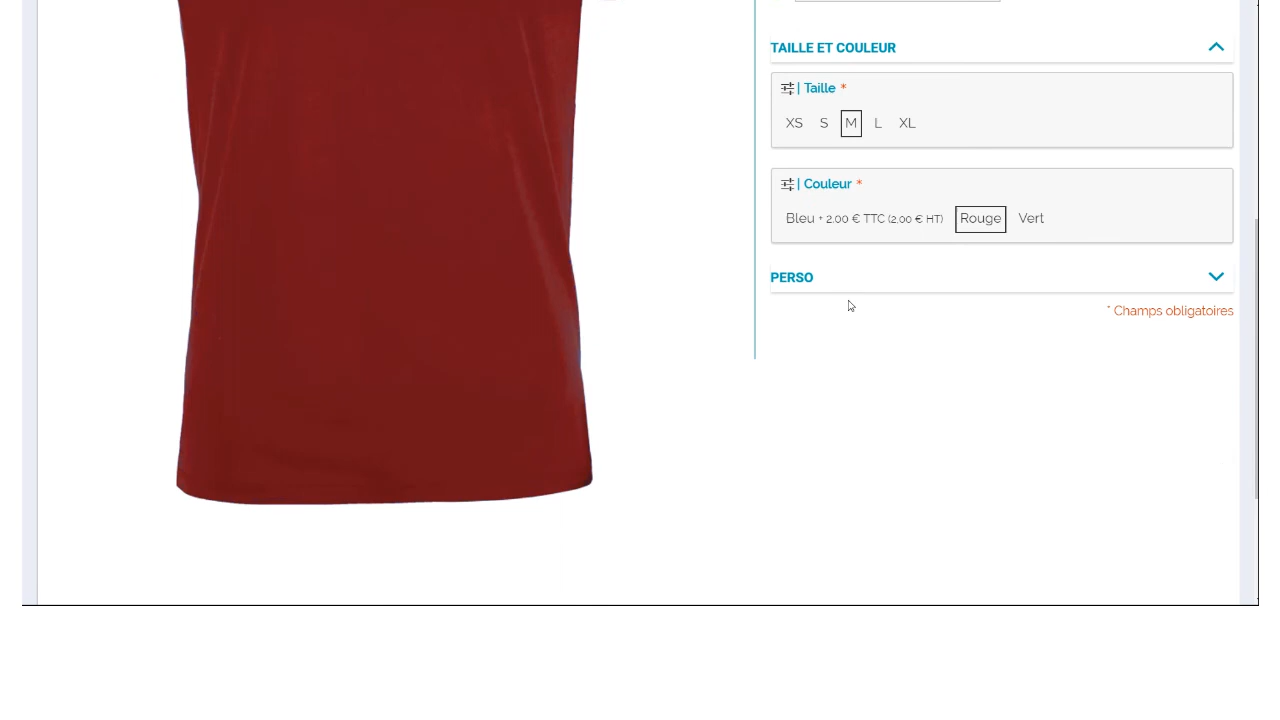 TAILLE ET COULEUR
| Taille *
XS S M L XL
| Couleur *
Bleu + 2.00 € TTC (2,00 € HT) Rouge Vert
PERSO
* Champs obligatoires